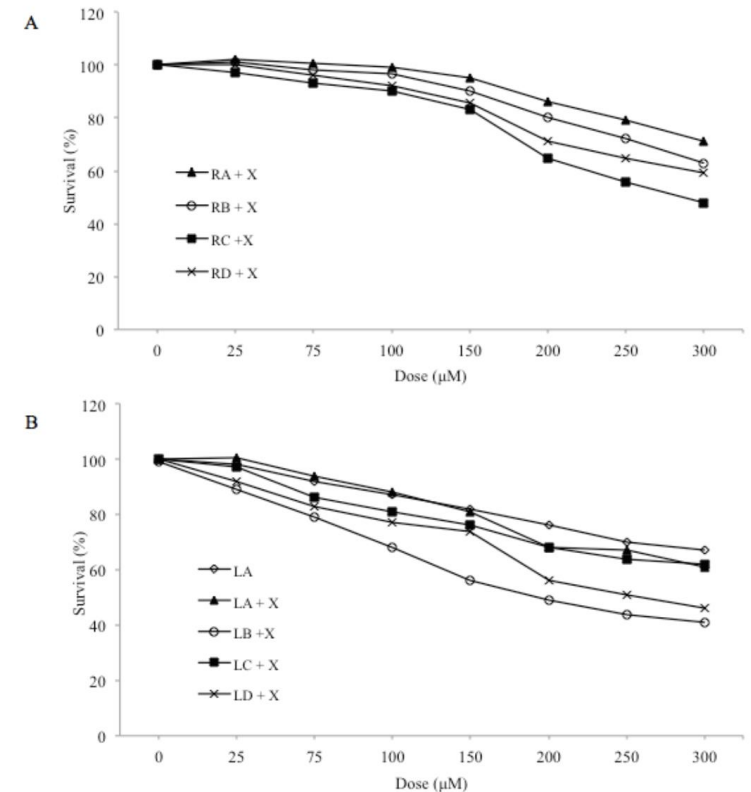 A
120
100
80
60
40
20
0
Survival (%)
RA + X
RB + X
RC +X
RD + X
0 25 75 100 150 200 250 300
Dose (μM)
B
120
100
80
60
40
20
0
Survival (%)
LA
LA + X
LB +X
LC + X
LD + X
0 25 75 100 150 200 250 300
Dose (μM)